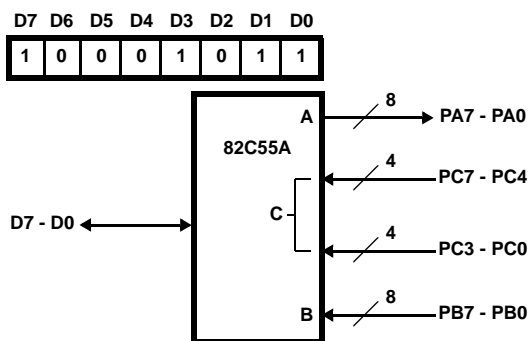 D7 D6 D5 D4 D3 D2 D1 D0
1 0 0 0 1 0 1 1
A 8 PA7 - PA0
82C55A
4 PC7 - PC4
C
D7 - D0
4 PC3 - PC0
B 8 PB7 - PB0